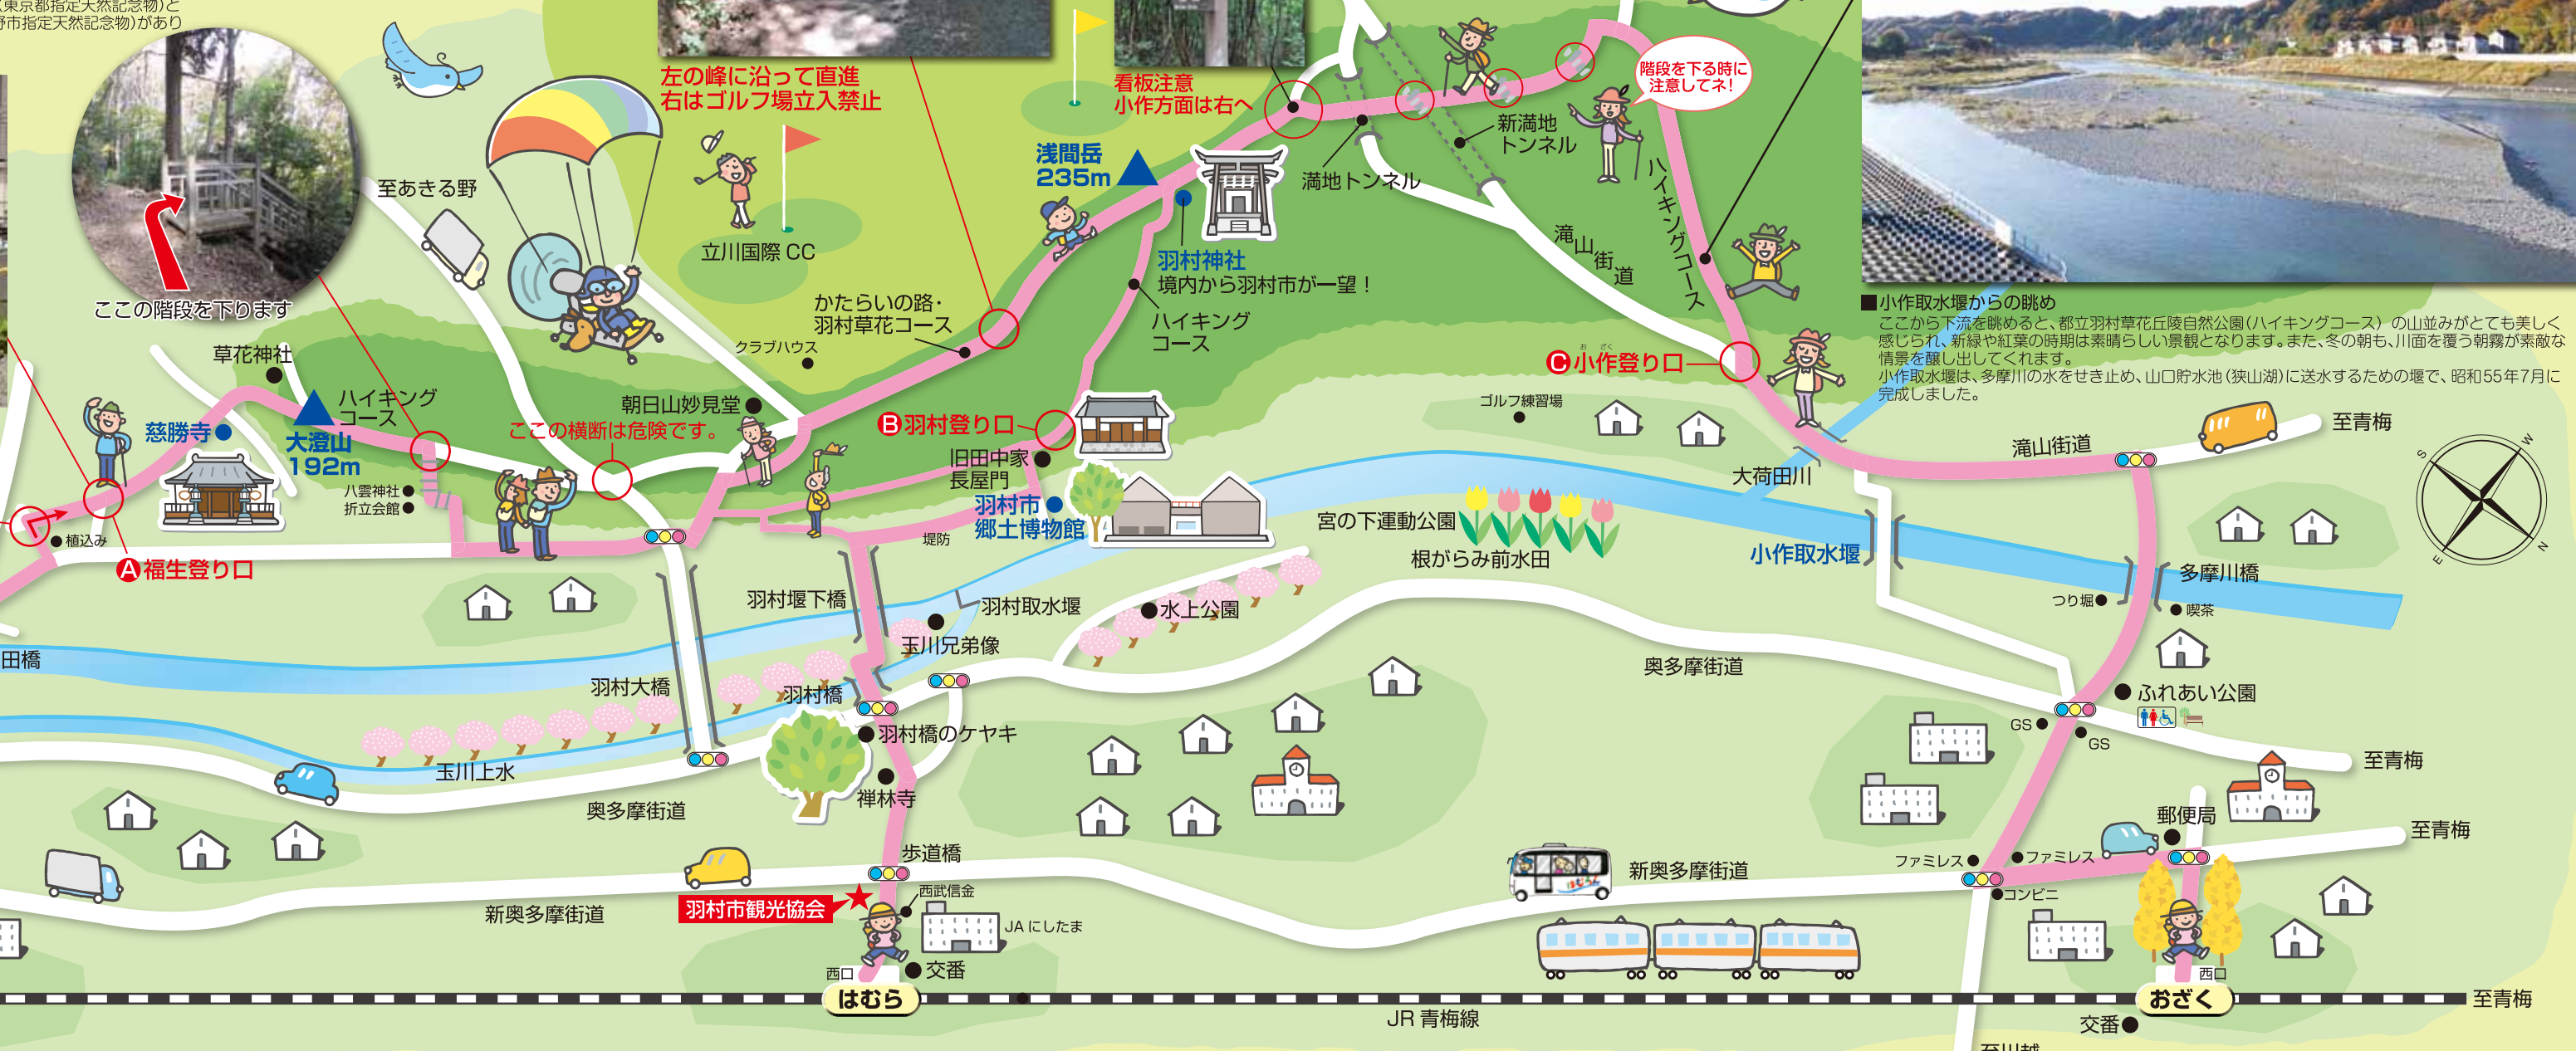 (東京都指定天然記念物)と
野市指定天然記念物)があり
ここの階段を下ります
至あきる野
左の峰に沿って直進
右はゴルフ場立入禁止
立川国際CC
看板注意
小作方面は右へ
浅間岳
235m
羽村神社
境内から羽村市が一望！
満地トンネル
新満地
トンネル
階段を下る時に
注意してネ!
ハイキングコース
滝山街道
■小作取水堰からの眺め
ここから下流を眺めると、都立羽村草花丘陵自然公園(ハイキングコース) の山並みがとても美しく
感じられ、新緑や紅葉の時期は素晴らしい景観となります。また、冬の朝も、川面を覆う朝霧が素敵な
情景を醸し出してくれます。
小作取水堰は、多摩川の水をせき止め、山口貯水池(狭山湖)に送水するための堰で、昭和55年7月に
完成しました。
かたらいの路・
羽村草花コース
クラブハウス
ハイキング
コース
草花神社
ハイキング
コース
慈勝寺
大澄山
192m
朝日山妙見堂
ここの横断は危険です。
B 羽村登り口
お ざく
C 小作登り口
ゴルフ練習場
旧田中家
長屋門
羽村市
郷土博物館
八雲神社
折立会館
植込み
A 福生登り口
堤防
宮の下運動公園
根がらみ前水田
大荷田川
小作取水堰
滝山街道
至青梅
S
W
E
N
多摩川橋
つり堀
喫茶
羽村堰下橋
羽村取水堰
玉川兄弟像
水上公園
田橋
羽村大橋
羽村橋
羽村橋のケヤキ
玉川上水
奥多摩街道
禅林寺
奥多摩街道
ふれあい公園
GS
GS
至青梅
郵便局
至青梅
歩道橋
西武信金
羽村市観光協会
JAにしたま
新奥多摩街道
新奥多摩街道
はむらん
ファミレス
ファミレス
コンビニ
西口
交番
はむら
JR青梅線
西口
おざく
至青梅
交番
至川越